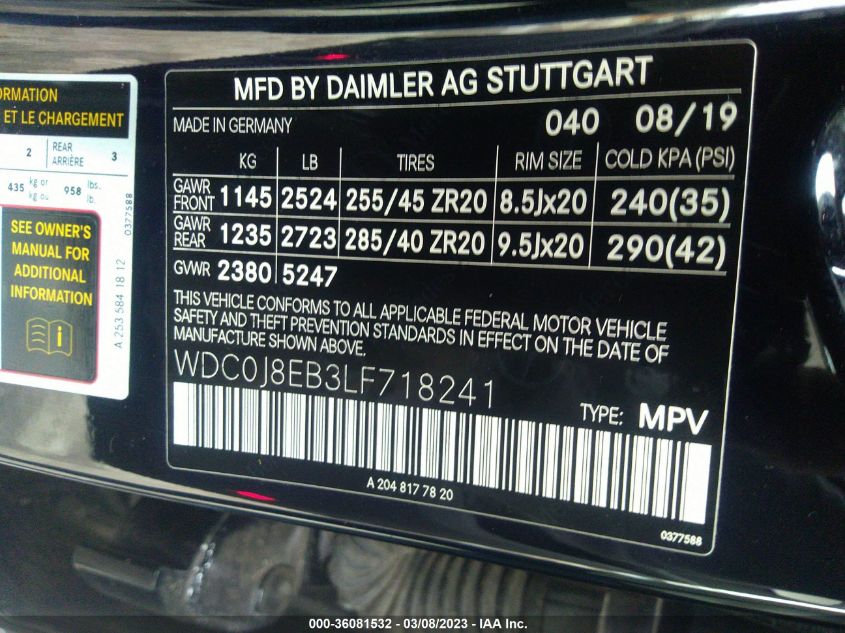 ORMATION
ET LE CHARGEMENT
2 REAR ARRIÈRE 3
435 kg or kg ou 958 lbs. lb.
SEE OWNER'S
MANUAL FOR
ADDITIONAL
INFORMATION
0377588
A 253 584 18 12
MFD BY DAIMLER AG STUTTGART
MADE IN GERMANY 040 08/19
KG LB TIRES RIM SIZE COLD KPA (PSI)
GAWR FRONT 1145 2524 255/45 ZR20 8.5Jx20 240(35)
GAWR REAR 1235 2723 285/40 ZR20 9.5Jx20 290(42)
GVWR 2380 5247
THIS VEHICLE CONFORMS TO ALL APPLICABLE FEDERAL MOTOR VEHICLE
SAFETY AND THEFT PREVENTION STANDARDS IN EFFECT ON THE DATE OF
MANUFACTURE SHOWN ABOVE.
WDC0J8EB3LF718241
TYPE: MPV
A 204 817 78 20
0377588
000-36081532 - 03/08/2023 - IAA Inc.